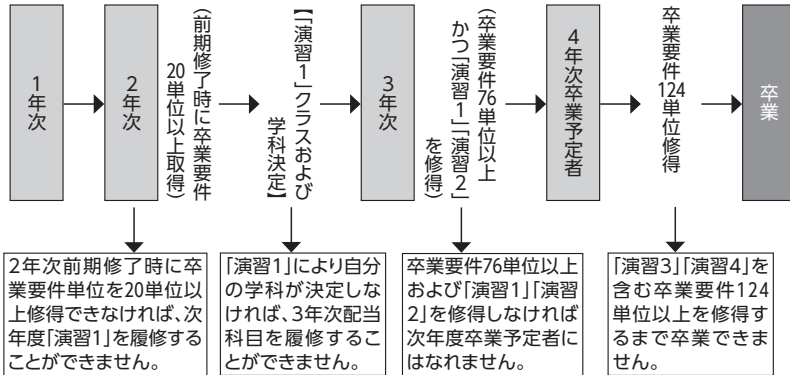 1年次
2年次
（前期修了時に卒業要件
20単位以上取得）
【「演習1」クラスおよび
学科決定】
3年次
（卒業要件76単位以上
かつ「演習1」「演習2」
を修得）
4年次卒業予定者
卒業要件
124
単位修得
卒業
2年次前期修了時に卒
業要件単位を20単位以
上修得できなければ、次
年度「演習1」を履修する
ことができません。
「演習1」により自分
の学科が決定しな
ければ、3年次配当
科目を履修するこ
とができません。
卒業要件76単位以上
および「演習1」「演習
2」を修得しなければ
次年度卒業予定者に
はなれません。
「演習3」「演習4」を
含む卒業要件124
単位以上を修得す
るまで卒業できま
せん。